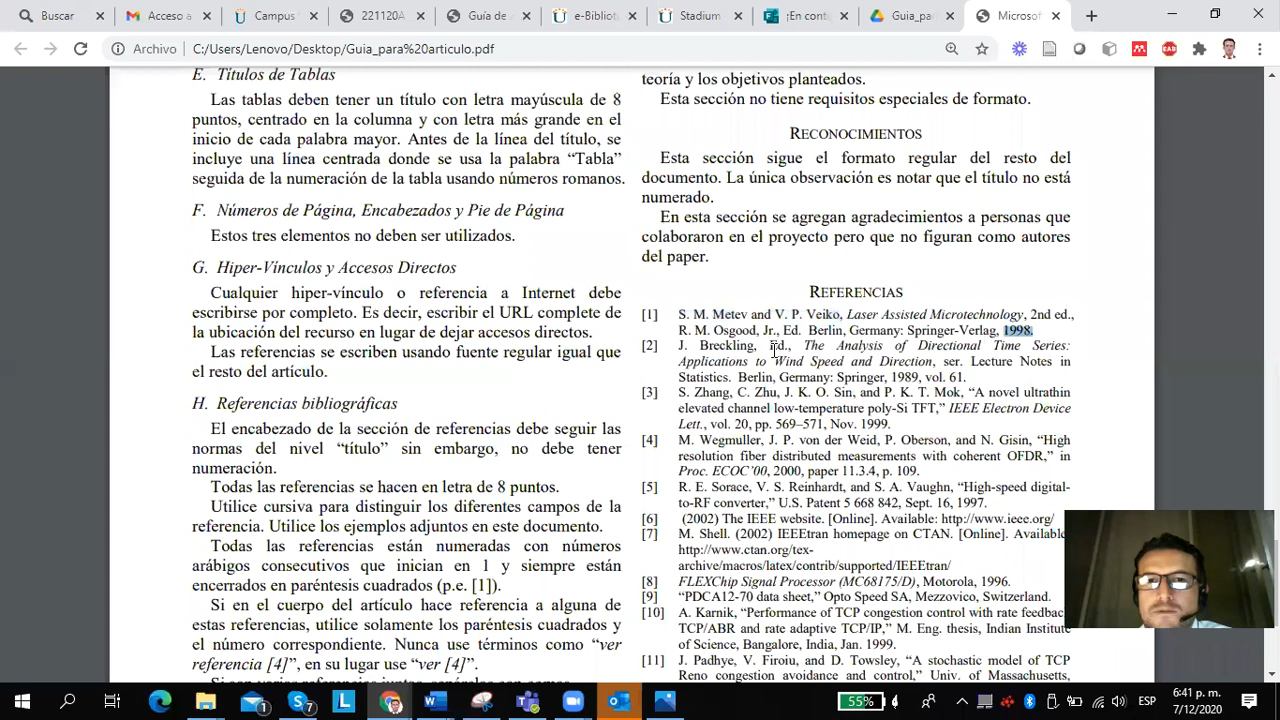 Buscar
Acceso a
Campus
221120A
Guía de
e-Bibliot
Stadium
¡En conti
Guia_par
Microsof
Archivo | C:/Users/Lenovo/Desktop/Guia_para%20articulo.pdf
E. Títulos de Tablas
Las tablas deben tener un título con letra mayúscula de 8
puntos, centrado en la columna y con letra más grande en el
inicio de cada palabra mayor. Antes de la línea del título, se
incluye una línea centrada donde se usa la palabra “Tabla”
seguida de la numeración de la tabla usando números romanos.
F. Números de Página, Encabezados y Pie de Página
Estos tres elementos no deben ser utilizados.
G. Hiper-Vínculos y Accesos Directos
Cualquier hiper-vínculo o referencia a Internet debe
escribirse por completo. Es decir, escribir el URL completo de
la ubicación del recurso en lugar de dejar accesos directos.
Las referencias se escriben usando fuente regular igual que
el resto del artículo.
H. Referencias bibliográficas
El encabezado de la sección de referencias debe seguir las
normas del nivel “título” sin embargo, no debe tener
numeración.
Todas las referencias se hacen en letra de 8 puntos.
Utilice cursiva para distinguir los diferentes campos de la
referencia. Utilice los ejemplos adjuntos en este documento.
Todas las referencias están numeradas con números
arábigos consecutivos que inician en 1 y siempre están
encerrados en paréntesis cuadrados (p.e. [1]).
Si en el cuerpo del artículo hace referencia a alguna de
estas referencias, utilice solamente los paréntesis cuadrados y
el número correspondiente. Nunca use términos como “ver
referencia [4]”, en su lugar use “ver [4]”.
teoría y los objetivos planteados.
Esta sección no tiene requisitos especiales de formato.
RECONOCIMIENTOS
Esta sección sigue el formato regular del resto del
documento. La única observación es notar que el título no está
numerado.
En esta sección se agregan agradecimientos a personas que
colaboraron en el proyecto pero que no figuran como autores
del paper.
REFERENCIAS
[1] S. M. Metev and V. P. Veiko, Laser Assisted Microtechnology, 2nd ed.,
R. M. Osgood, Jr., Ed. Berlin, Germany: Springer-Verlag, 1998.
[2] J. Breckling, Ed., The Analysis of Directional Time Series:
Applications to Wind Speed and Direction, ser. Lecture Notes in
Statistics. Berlin, Germany: Springer, 1989, vol. 61.
[3] S. Zhang, C. Zhu, J. K. O. Sin, and P. K. T. Mok, “A novel ultrathin
elevated channel low-temperature poly-Si TFT,” IEEE Electron Device
Lett., vol. 20, pp. 569–571, Nov. 1999.
[4] M. Wegmuller, J. P. von der Weid, P. Oberson, and N. Gisin, “High
resolution fiber distributed measurements with coherent OFDR,” in
Proc. ECOC’00, 2000, paper 11.3.4, p. 109.
[5] R. E. Sorace, V. S. Reinhardt, and S. A. Vaughn, “High-speed digital-
to-RF converter,” U.S. Patent 5 668 842, Sept. 16, 1997.
[6] (2002) The IEEE website. [Online]. Available: http://www.ieee.org/
[7] M. Shell. (2002) IEEEtran homepage on CTAN. [Online]. Available:
http://www.ctan.org/tex-
archive/macros/latex/contrib/supported/IEEEtran/
[8] FLEXChip Signal Processor (MC68175/D), Motorola, 1996.
[9] “PDCA12-70 data sheet,” Opto Speed SA, Mezzovico, Switzerland.
[10] A. Karnik, “Performance of TCP congestion control with rate feedback:
TCP/ABR and rate adaptive TCP/IP,” M. Eng. thesis, Indian Institute
of Science, Bangalore, India, Jan. 1999.
[11] J. Padhye, V. Firoiu, and D. Towsley, “A stochastic model of TCP
Reno congestion avoidance and control,” Univ. of Massachusetts,
55%
ESP
6:41 p. m.
7/12/2020